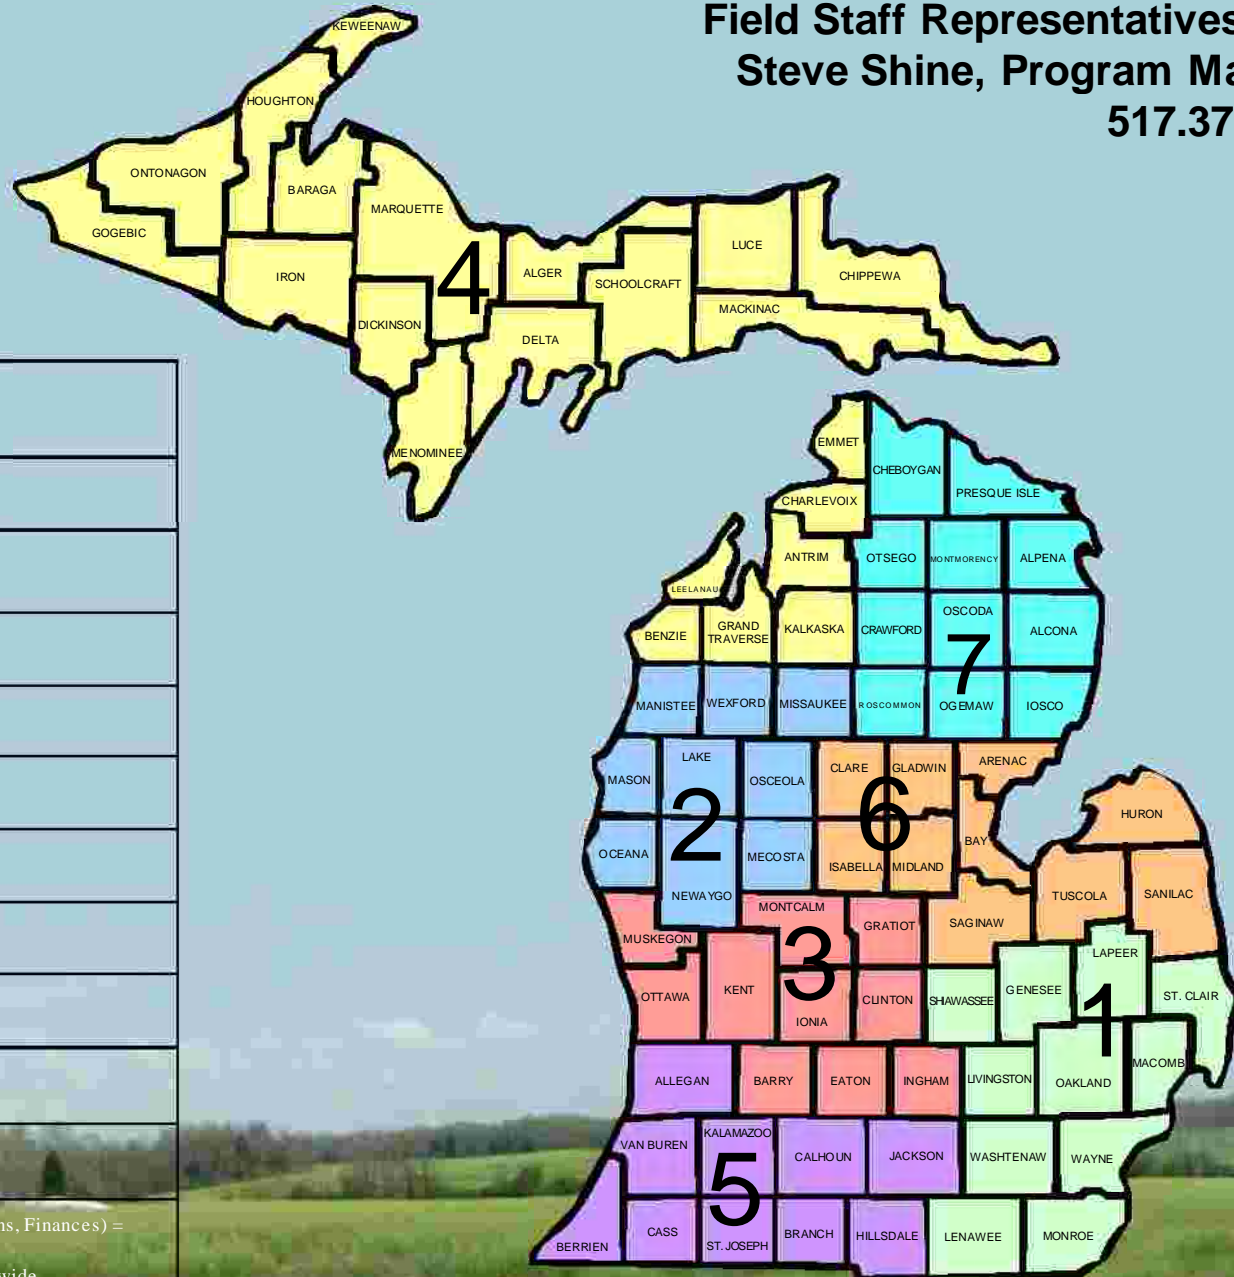 Field Staff Representatives
Steve Shine, Program Ma
517.37
KEWEENAW
HOUGHTON
ONTONAGON
BARAGA
MARQUETTE
GOGEBIC
LUCE
IRON
4
ALGER
CHIPPEWA
SCHOOLCRAFT
MACKINAC
DICKINSON
DELTA
MENOMINEE
EMMET
CHEBOYGAN
PRESQUE ISLE
CHARLEVOIX
ANTRIM
OTSEGO
MONTMORENCY
ALPENA
LEELANAU
BENZIE
GRAND
TRAVERSE
KALKASKA
CRAWFORD
OSCODA
ALCONA
7
MANISTEE
WEXFORD
MISSAUKEE
ROSCOMMON
OGEMAW
IOSCO
LAKE
MASON
OSCEOLA
CLARE
GLADWIN
ARENAC
2
6
HURON
BAY
OCEANA
MECOSTA
ISABELLA
MIDLAND
NEWAYGO
TUSCOLA
SANILAC
MONTCALM
GRATIOT
SAGINAW
MUSKEGON
3
LAPEER
OTTAWA
KENT
CLINTON
SHIAWASSEE
GENESEE
ST. CLAIR
IONIA
1
MACOMB
ALLEGAN
BARRY
EATON
INGHAM
LIVINGSTON
OAKLAND
VAN BUREN
KALAMAZOO
CALHOUN
JACKSON
WASHTENAW
WAYNE
5
CASS
ST. JOSEPH
BRANCH
HILLSDALE
LENAWEE
MONROE
BERRIEN
ns, Finances) =
wide